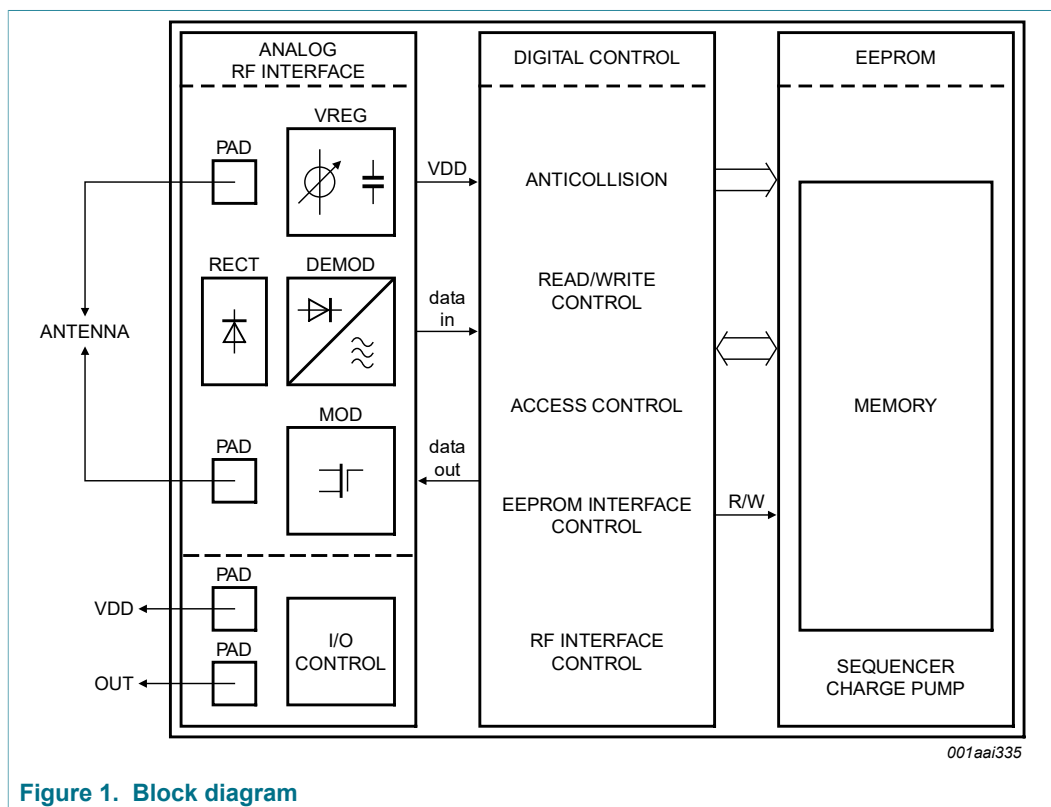 ANALOG
RF INTERFACE
VREG
PAD
VDD
RECT
DEMOD
data
in
ANTENNA
MOD
PAD
data
out
PAD
VDD
I/O
CONTROL
PAD
OUT
DIGITAL CONTROL
ANTICOLLISION
READ/WRITE
CONTROL
ACCESS CONTROL
EEPROM INTERFACE
CONTROL
R/W
RF INTERFACE
CONTROL
EEPROM
MEMORY
SEQUENCER
CHARGE PUMP
001aai335
Figure 1. Block diagram